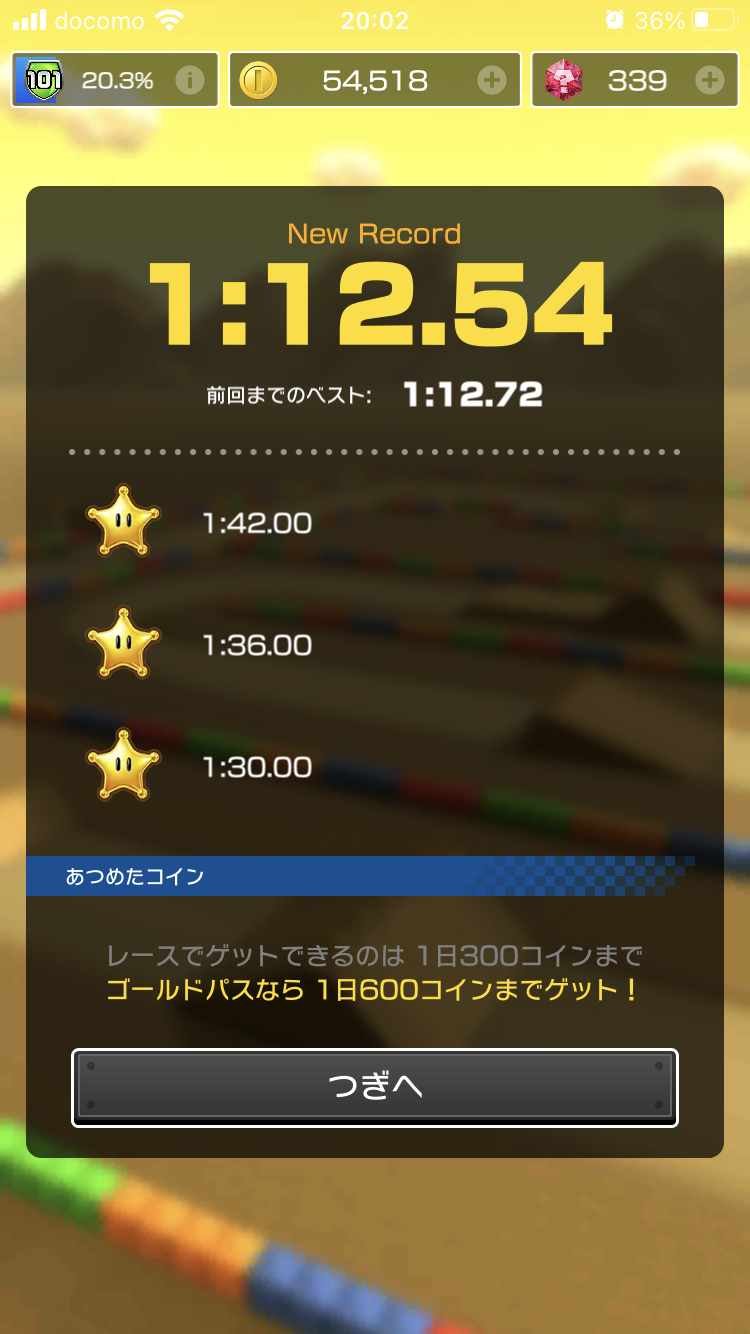 docomo 20:02 36%
101 20.3% i 54,518 + 339 +
New Record
1:12.54
前回までのベスト: 1:12.72
1:42.00
1:36.00
1:30.00
あつめたコイン
レースでゲットできるのは 1日300コインまで
ゴールドパスなら 1日600コインまでゲット！
つぎへ